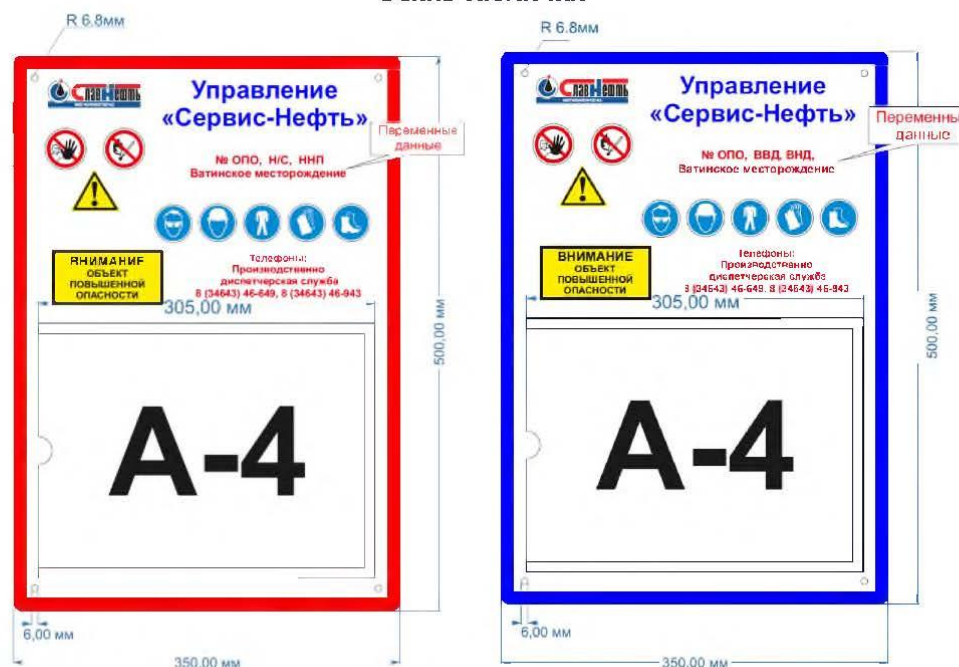 R 6.8мм
СлавНефть
Управление
«Сервис-Нефть»
Переменные
данные
№ ОПО, Н/С, ННП
Ватинское месторождение
ВНИМАНИЕ
ОБЪЕКТ
ПОВЫШЕННОЙ
ОПАСНОСТИ
Телефоны:
Производственно
диспетчерская служба
8 (34643) 46-649, 8 (34643) 46-943
305,00 мм
500,00 мм
А-4
6,00 мм
350,00 мм
R 6.8мм
СлавНефть
Управление
«Сервис-Нефть»
Переменны
данные
№ ОПО, ВВД, ВНД,
Ватинское месторождение
ВНИМАНИЕ
ОБЪЕКТ
ПОВЫШЕННОЙ
ОПАСНОСТИ
Телефоны:
Производственно
диспетчерская служба
8 (34643) 46-649, 8 (34643) 46-943
305,00 мм
500,00 мм
А-4
6,00 мм
350,00 мм